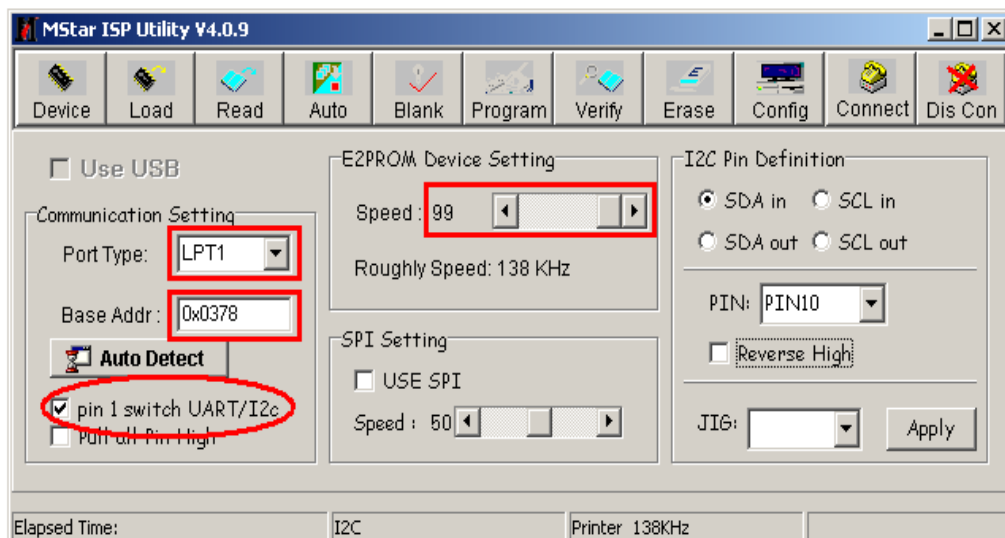 MStar ISP Utility V4.0.9
Device Load Read Auto Blank Program Verify Erase Config Connect Dis Con
Use USB
Communication Setting
Port Type: LPT1
Base Addr : 0x0378
Auto Detect
pin 1 switch UART/I2c
Pull all Pin High
E2PROM Device Setting
Speed : 99
Roughly Speed: 138 KHz
SPI Setting
USE SPI
Speed : 50
I2C Pin Definition
SDA in SCL in
SDA out SCL out
PIN: PIN10
Reverse High
JIG: Apply
Elapsed Time: I2C Printer 138KHz